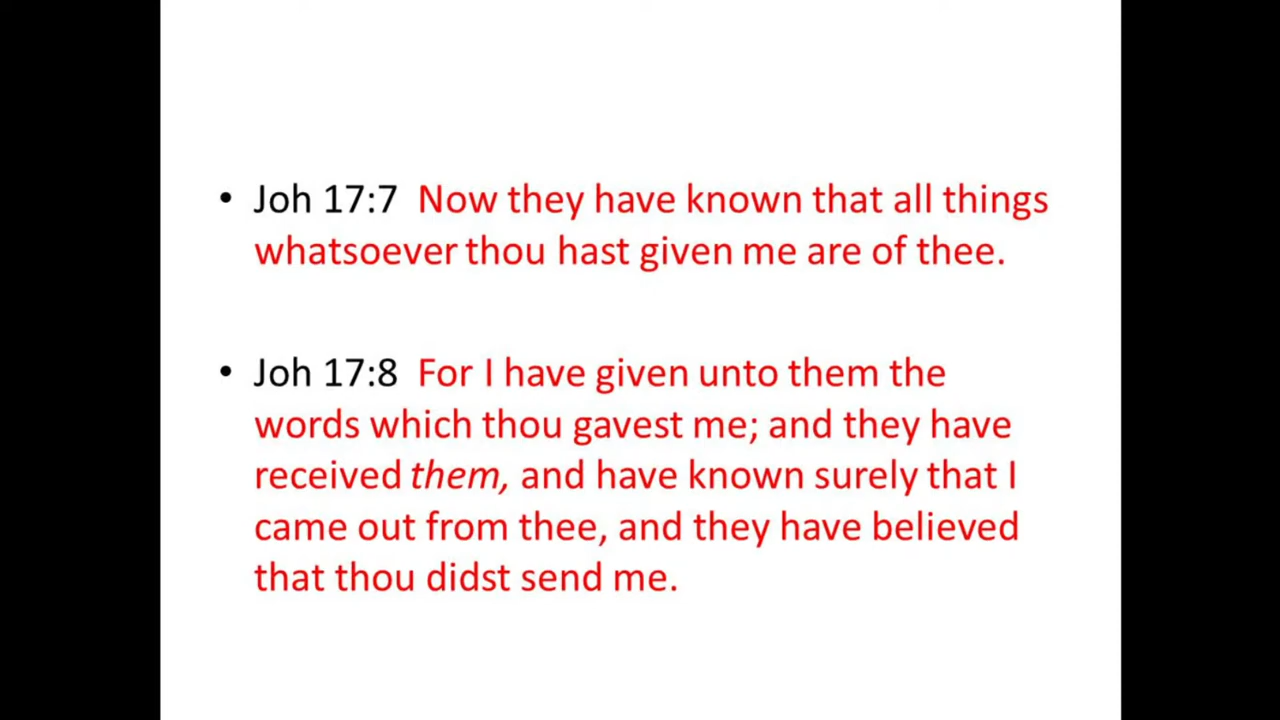 • Joh 17:7 Now they have known that all things
whatsoever thou hast given me are of thee.
• Joh 17:8 For I have given unto them the
words which thou gavest me; and they have
received them, and have known surely that I
came out from thee, and they have believed
that thou didst send me.